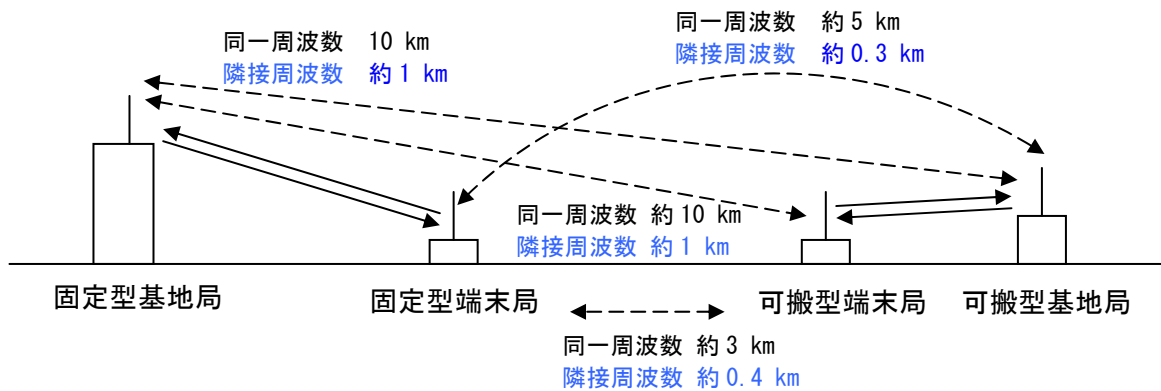 同一周波数 10 km
隣接周波数 約1 km
同一周波数 約5 km
隣接周波数 約0.3 km
同一周波数 約10 km
隣接周波数 約1 km
固定型基地局
固定型端末局
可搬型端末局
可搬型基地局
同一周波数 約3 km
隣接周波数 約0.4 km